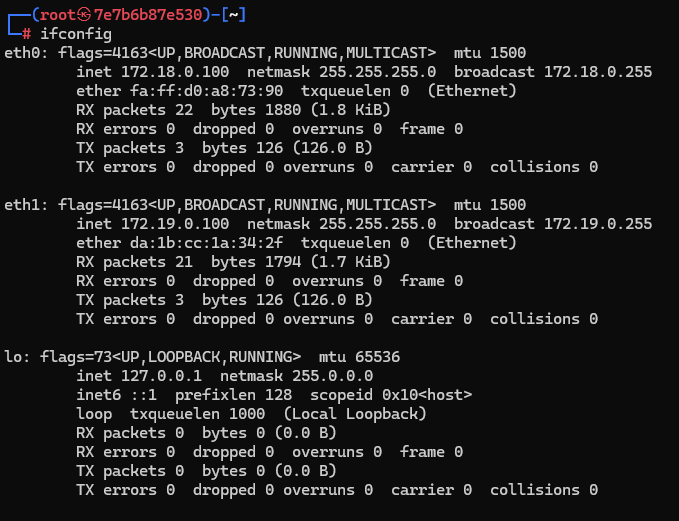 ┌──(root㉿7e7b6b87e530)-[~]
└─# ifconfig
eth0: flags=4163<UP,BROADCAST,RUNNING,MULTICAST>  mtu 1500
        inet 172.18.0.100  netmask 255.255.255.0  broadcast 172.18.0.255
        ether fa:ff:d0:a8:73:90  txqueuelen 0  (Ethernet)
        RX packets 22  bytes 1880 (1.8 KiB)
        RX errors 0  dropped 0  overruns 0  frame 0
        TX packets 3  bytes 126 (126.0 B)
        TX errors 0  dropped 0 overruns 0  carrier 0  collisions 0

eth1: flags=4163<UP,BROADCAST,RUNNING,MULTICAST>  mtu 1500
        inet 172.19.0.100  netmask 255.255.255.0  broadcast 172.19.0.255
        ether da:1b:cc:1a:34:2f  txqueuelen 0  (Ethernet)
        RX packets 21  bytes 1794 (1.7 KiB)
        RX errors 0  dropped 0  overruns 0  frame 0
        TX packets 3  bytes 126 (126.0 B)
        TX errors 0  dropped 0 overruns 0  carrier 0  collisions 0

lo: flags=73<UP,LOOPBACK,RUNNING>  mtu 65536
        inet 127.0.0.1  netmask 255.0.0.0
        inet6 ::1  prefixlen 128  scopeid 0x10<host>
        loop  txqueuelen 1000  (Local Loopback)
        RX packets 0  bytes 0 (0.0 B)
        RX errors 0  dropped 0  overruns 0  frame 0
        TX packets 0  bytes 0 (0.0 B)
        TX errors 0  dropped 0 overruns 0  carrier 0  collisions 0